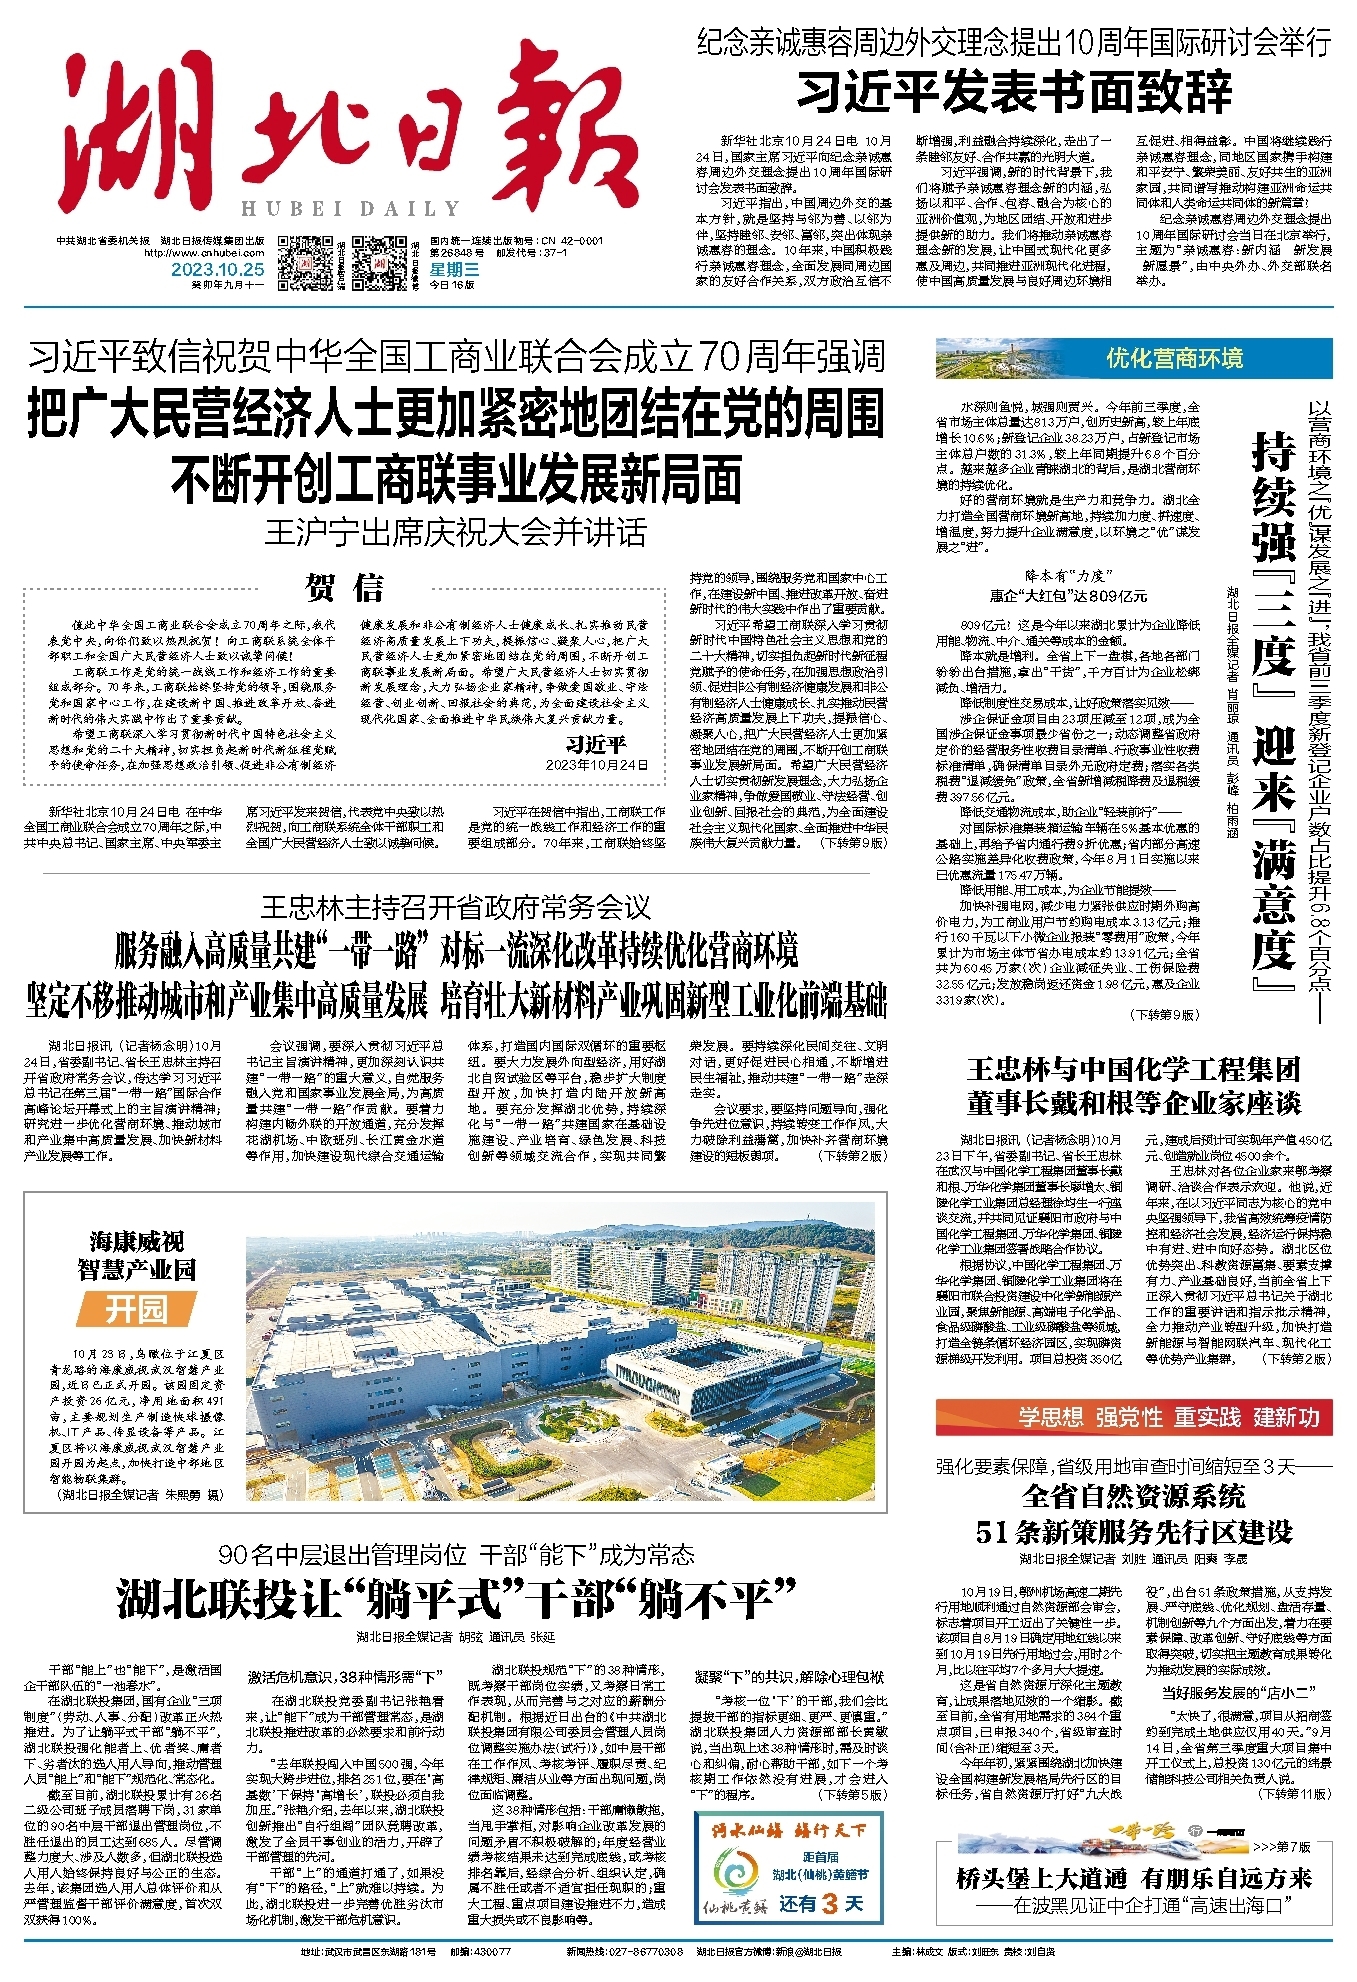 湖北日報
HUBEI DAILY
中共湖北省委机关报 湖北日报传媒集团出版
http://www.cnhubei.com
2023.10.25
癸卯年九月十一
国内统一连续出版物号：CN 42-0001
第26848号 邮发代号：37-1
星期三
今日16版
纪念亲诚惠容周边外交理念提出10周年国际研讨会举行
习近平发表书面致辞
新华社北京10月24日电 10月
24日，国家主席习近平向纪念亲诚惠
容周边外交理念提出10周年国际研
讨会发表书面致辞。
习近平指出，中国周边外交的基
本方针，就是坚持与邻为善、以邻为
伴，坚持睦邻、安邻、富邻，突出体现亲
诚惠容的理念。10年来，中国积极践
行亲诚惠容理念，全面发展同周边国
家的友好合作关系，双方政治互信不
断增强，利益融合持续深化，走出了一
条睦邻友好、合作共赢的光明大道。
习近平强调，新的时代背景下，我
们将赋予亲诚惠容理念新的内涵，弘
扬以和平、合作、包容、融合为核心的
亚洲价值观，为地区团结、开放和进步
提供新的助力。我们将推动亲诚惠容
理念新的发展，让中国式现代化更多
惠及周边，共同推进亚洲现代化进程，
使中国高质量发展与良好周边环境相
互促进、相得益彰。中国将继续践行
亲诚惠容理念，同地区国家携手构建
和平安宁、繁荣美丽、友好共生的亚洲
家园，共同谱写推动构建亚洲命运共
同体和人类命运共同体的新篇章！
纪念亲诚惠容周边外交理念提出
10周年国际研讨会当日在北京举行，
主题为“亲诚惠容：新内涵 新发展
新愿景”，由中央外办、外交部联名
举办。
习近平致信祝贺中华全国工商业联合会成立70周年强调
把广大民营经济人士更加紧密地团结在党的周围
不断开创工商联事业发展新局面
王沪宁出席庆祝大会并讲话
贺信
值此中华全国工商业联合会成立70周年之际，我代
表党中央，向你们致以热烈祝贺！向工商联系统全体干
部职工和全国广大民营经济人士致以诚挚问候！
工商联工作是党的统一战线工作和经济工作的重要
组成部分。70年来，工商联始终坚持党的领导，围绕服务
党和国家中心工作，在建设新中国、推进改革开放、奋进
新时代的伟大实践中作出了重要贡献。
希望工商联深入学习贯彻新时代中国特色社会主义
思想和党的二十大精神，切实担负起新时代新征程党赋
予的使命任务，在加强思想政治引领、促进非公有制经济
健康发展和非公有制经济人士健康成长、扎实推动民营
经济高质量发展上下功夫，提振信心、凝聚人心，把广大
民营经济人士更加紧密地团结在党的周围，不断开创工
商联事业发展新局面。希望广大民营经济人士切实贯彻
新发展理念，大力弘扬企业家精神，争做爱国敬业、守法
经营、创业创新、回报社会的典范，为全面建设社会主义
现代化国家、全面推进中华民族伟大复兴贡献力量。
习近平
2023年10月24日
新华社北京10月24日电 在中华
全国工商业联合会成立70周年之际，中
共中央总书记、国家主席、中央军委主
席习近平发来贺信，代表党中央致以热
烈祝贺，向工商联系统全体干部职工和
全国广大民营经济人士致以诚挚问候。
习近平在贺信中指出，工商联工作
是党的统一战线工作和经济工作的重
要组成部分。70年来，工商联始终坚
持党的领导，围绕服务党和国家中心工
作，在建设新中国、推进改革开放、奋进
新时代的伟大实践中作出了重要贡献。
习近平希望工商联深入学习贯彻
新时代中国特色社会主义思想和党的
二十大精神，切实担负起新时代新征程
党赋予的使命任务，在加强思想政治引
领、促进非公有制经济健康发展和非公
有制经济人士健康成长、扎实推动民营
经济高质量发展上下功夫，提振信心、
凝聚人心，把广大民营经济人士更加紧
密地团结在党的周围，不断开创工商联
事业发展新局面。希望广大民营经济
人士切实贯彻新发展理念，大力弘扬企
业家精神，争做爱国敬业、守法经营、创
业创新、回报社会的典范，为全面建设
社会主义现代化国家、全面推进中华民
族伟大复兴贡献力量。 （下转第9版）
优化营商环境
以营商环境之『优』谋发展之『进』，我省前三季度新登记企业户数占比提升6.8个百分点——
持续强『三度』 迎来『满意度』
湖北日报全媒记者 肖丽琼 通讯员 彭峰 柏雨涵
水深则鱼悦，城强则贾兴。今年前三季度，全
省市场主体总量达813万户，创历史新高，较上年底
增长10.6%；新登记企业38.23万户，占新登记市场
主体总户数的31.3%，较上年同期提升6.8个百分
点。越来越多企业青睐湖北的背后，是湖北营商环
境的持续优化。
好的营商环境就是生产力和竞争力。湖北全
力打造全国营商环境新高地，持续加力度、拼速度、
增温度，努力提升企业满意度，以环境之“优”谋发
展之“进”。
降本有“力度”
惠企“大红包”达809亿元
809亿元！这是今年以来湖北累计为企业降低
用能、物流、中介、通关等成本的金额。
降本就是增利。全省上下一盘棋，各地各部门
纷纷出台措施，拿出“干货”，千方百计为企业松绑
减负、增活力。
降低制度性交易成本，让好政策落实见效——
涉企保证金项目由23项压减至12项，成为全
国涉企保证金事项最少省份之一；动态调整省政府
定价的经营服务性收费目录清单、行政事业性收费
标准清单，确保清单目录外无政府定费；落实各类
税费“退减缓免”政策，全省新增减税降费及退税缓
费397.56亿元。
降低交通物流成本，助企业“轻装前行”——
对国际标准集装箱运输车辆在5%基本优惠的
基础上，再给予省内通行费9折优惠；省内部分高速
公路实施差异化收费政策，今年8月1日实施以来
已优惠流量175.47万辆。
降低用能、用工成本，为企业节能提效——
加快补强电网，减少电力紧张供应时期外购高
价电力，为工商业用户节约购电成本3.13亿元；推
行160千瓦以下小微企业报装“零费用”政策，今年
累计为市场主体节省办电成本约13.91亿元；全省
共为60.45万家（次）企业减征失业、工伤保险费
32.55亿元；发放稳岗返还资金1.98亿元，惠及企业
3319家（次）。
（下转第9版）
王忠林主持召开省政府常务会议
服务融入高质量共建“一带一路” 对标一流深化改革持续优化营商环境
坚定不移推动城市和产业集中高质量发展 培育壮大新材料产业巩固新型工业化前端基础
湖北日报讯（记者杨念明）10月
24日，省委副书记、省长王忠林主持召
开省政府常务会议，传达学习习近平
总书记在第三届“一带一路”国际合作
高峰论坛开幕式上的主旨演讲精神；
研究进一步优化营商环境、推动城市
和产业集中高质量发展、加快新材料
产业发展等工作。
会议强调，要深入贯彻习近平总
书记主旨演讲精神，更加深刻认识共
建“一带一路”的重大意义，自觉服务
融入党和国家事业发展全局，为高质
量共建“一带一路”作贡献。要着力
构建内畅外联的开放通道，充分发挥
花湖机场、中欧班列、长江黄金水道
等作用，加快建设现代综合交通运输
体系，打造国内国际双循环的重要枢
纽。要大力发展外向型经济，用好湖
北自贸试验区等平台，稳步扩大制度
型开放，加快打造内陆开放新高
地。要充分发挥湖北优势，持续深
化与“一带一路”共建国家在基础设
施建设、产业培育、绿色发展、科技
创新等领域交流合作，实现共同繁
荣发展。要持续深化民间交往、文明
对话，更好促进民心相通，不断增进
民生福祉，推动共建“一带一路”走深
走实。
会议要求，要坚持问题导向，强化
争先进位意识，持续转变工作作风，大
力破除利益藩篱，加快补齐营商环境
建设的短板弱项。 （下转第2版）
王忠林与中国化学工程集团
董事长戴和根等企业家座谈
湖北日报讯（记者杨念明）10月
23日下午，省委副书记、省长王忠林
在武汉与中国化学工程集团董事长戴
和根、万华化学集团董事长廖增太、铜
陵化学工业集团总经理徐均生一行座
谈交流，并共同见证襄阳市政府与中
国化学工程集团、万华化学集团、铜陵
化学工业集团签署战略合作协议。
根据协议，中国化学工程集团、万
华化学集团、铜陵化学工业集团将在
襄阳市联合投资建设中化学新能源产
业园，聚焦新能源、高端电子化学品、
食品级磷酸盐、工业级磷酸盐等领域，
打造全链条循环经济园区，实现磷资
源梯级开发利用。项目总投资350亿
元，建成后预计可实现年产值450亿
元、创造就业岗位4500余个。
王忠林对各位企业家来鄂考察
调研、洽谈合作表示欢迎。他说，近
年来，在以习近平同志为核心的党中
央坚强领导下，我省高效统筹疫情防
控和经济社会发展，经济运行保持稳
中有进、进中向好态势。湖北区位
优势突出、科教资源富集、要素支撑
有力、产业基础良好，当前全省上下
正深入贯彻习近平总书记关于湖北
工作的重要讲话和指示批示精神，
全力推动产业转型升级，加快打造
新能源与智能网联汽车、现代化工
等优势产业集群， （下转第2版）
海康威视
智慧产业园
开园
10月23日，鸟瞰位于江夏区
青龙路的海康威视武汉智慧产业
园，近日已正式开园。该园固定资
产投资26亿元，净用地面积491
亩，主要规划生产制造快球摄像
机、IT产品、传显设备等产品。江
夏区将以海康威视武汉智慧产业
园开园为起点，加快打造中部地区
智能物联集群。
（湖北日报全媒记者 朱熙勇 摄）
学思想 强党性 重实践 建新功
强化要素保障，省级用地审查时间缩短至3天——
全省自然资源系统
51条新策服务先行区建设
湖北日报全媒记者 刘胜 通讯员 阳爽 李晟
10月19日，鄂州机场高速二期先
行用地顺利通过自然资源部会审会，
标志着项目开工迈出了关键性一步。
该项目自8月19日确定用地红线以来
到10月19日先行用地过会，用时2个
月，比以往平均7个多月大大提速。
这是省自然资源厅深化主题教
育，让成果落地见效的一个缩影。截
至目前，全省有用地需求的384个重
点项目，已申报340个，省级审查时
间（含补正）缩短至3天。
今年年初，紧紧围绕湖北加快建
设全国构建新发展格局先行区的目
标任务，省自然资源厅打好“九大战
役”，出台51条政策措施，从支持发
展、严守底线、优化规划、盘活存量、
机制创新等九个方面出发，着力在要
素保障、改革创新、守好底线等方面
取得突破，切实把主题教育成果转化
为推动发展的实际成效。
当好服务发展的“店小二”
“太快了，很满意，项目从招商签
约到完成土地供应仅用40天。”9月
14日，全省第三季度重大项目集中
开工仪式上，总投资130亿元的纬景
储能科技公司相关负责人说。
（下转第11版）
90名中层退出管理岗位 干部“能下”成为常态
湖北联投让“躺平式”干部“躺不平”
湖北日报全媒记者 胡弦 通讯员 张延
干部“能上”也“能下”，是激活国
企干部队伍的“一池春水”。
在湖北联投集团，国有企业“三项
制度”（劳动、人事、分配）改革正火热
推进。为了让躺平式干部“躺不平”，
湖北联投强化能者上、优者奖、庸者
下、劣者汰的选人用人导向，推动管理
人员“能上”和“能下”规范化、常态化。
截至目前，湖北联投累计有26名
二级公司班子成员落聘下岗，31家单
位的90名中层干部退出管理岗位，不
胜任退出的员工达到685人。尽管调
整力度大、涉及人数多，但湖北联投选
人用人始终保持良好与公正的生态。
去年，该集团选人用人总体评价和从
严管理监督干部评价满意度，首次双
双获得100%。
激活危机意识，38种情形需“下”
在湖北联投党委副书记张艳看
来，让“能下”成为干部管理常态，是湖
北联投推进改革的必然要求和前行动
力。
“去年联投闯入中国500强，今年
实现大跨步进位，排名251位，要在‘高
基数’下保持‘高增长’，联投必须自我
加压。”张艳介绍，去年以来，湖北联投
创新推出“自行组阁”团队竞聘改革，
激发了全员干事创业的活力，开辟了
干部管理的先河。
干部“上”的通道打通了，如果没
有“下”的路径，“上”就难以持续。为
此，湖北联投进一步完善优胜劣汰市
场化机制，激发干部危机意识。
湖北联投规范“下”的38种情形，
既考察干部岗位实绩，又考察日常工
作表现，从而完善与之对应的薪酬分
配机制。根据近日出台的《中共湖北
联投集团有限公司委员会管理人员岗
位调整实施办法（试行）》，如中层干部
在工作作风、考核考评、履职尽责、纪
律规矩、廉洁从业等方面出现问题，岗
位面临调整。
这38种情形包括：干部慵懒散拖，
当甩手掌柜，对影响企业改革发展的
问题矛盾不积极破解的；年度经营业
绩考核结果未达到完成底线，或考核
排名靠后，经综合分析、组织认定，确
属不胜任或者不适宜担任现职的；重
大工程、重点项目建设推进不力，造成
重大损失或不良影响等。
凝聚“下”的共识，解除心理包袱
“考核一位‘下’的干部，我们会比
提拔干部的指标更细、更严、更慎重。”
湖北联投集团人力资源部部长黄敏
说，当出现上述38种情形时，需及时谈
心和纠偏，耐心帮助干部，如下一个考
核期工作依然没有进展，才会进入
“下”的程序。 （下转第5版）
沔水仙鳝 鳝行天下
仙桃黄鳝
距首届
湖北（仙桃）黄鳝节
还有3天
一带一路
行
>>>第7版
桥头堡上大道通 有朋乐自远方来
——在波黑见证中企打通“高速出海口”
地址：武汉市武昌区东湖路181号 邮编：430077 新闻热线：027-86770308 湖北日报官方微博：新浪@湖北日报 主编：林成文 版式：刘旺东 责校：刘自贤